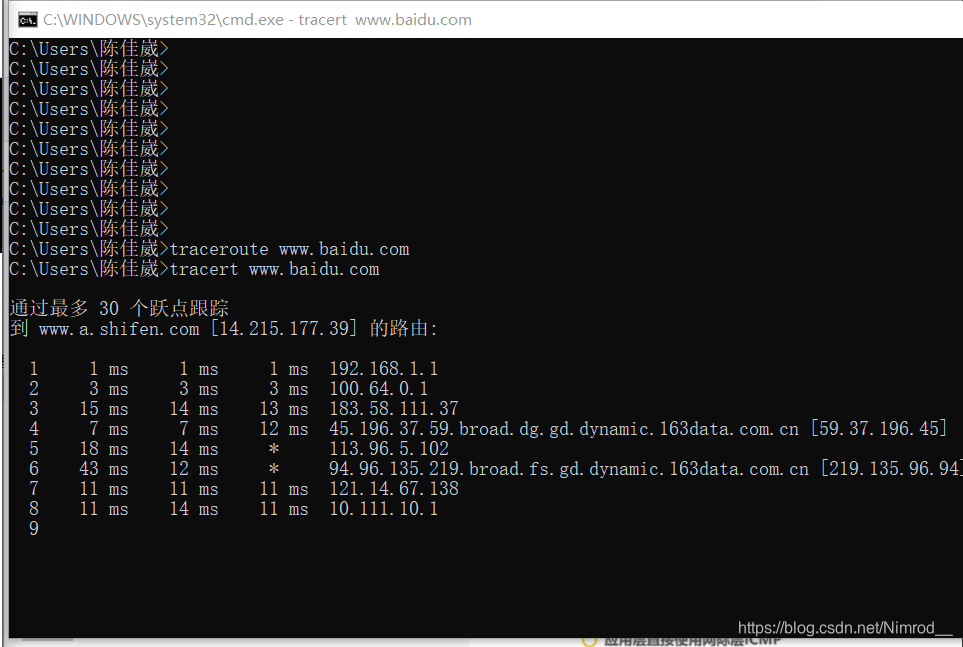 C:\WINDOWS\system32\cmd.exe - tracert  www.baidu.com
C:\Users\陈佳崴>
C:\Users\陈佳崴>
C:\Users\陈佳崴>
C:\Users\陈佳崴>
C:\Users\陈佳崴>
C:\Users\陈佳崴>
C:\Users\陈佳崴>
C:\Users\陈佳崴>
C:\Users\陈佳崴>
C:\Users\陈佳崴>
C:\Users\陈佳崴>traceroute www.baidu.com
C:\Users\陈佳崴>tracert www.baidu.com
通过最多 30 个跃点跟踪
到 www.a.shifen.com [14.215.177.39] 的路由:
1 1 ms 1 ms 1 ms 192.168.1.1
2 3 ms 3 ms 3 ms 100.64.0.1
3 15 ms 14 ms 13 ms 183.58.111.37
4 7 ms 7 ms 12 ms 45.196.37.59.broad.dg.gd.dynamic.163data.com.cn [59.37.196.45]
5 18 ms 14 ms * 113.96.5.102
6 43 ms 12 ms * 94.96.135.219.broad.fs.gd.dynamic.163data.com.cn [219.135.96.94]
7 11 ms 11 ms 11 ms 121.14.67.138
8 11 ms 14 ms 11 ms 10.111.10.1
9
https://blog.csdn.net/Nimrod__
应用层直接使用网际层ICMP